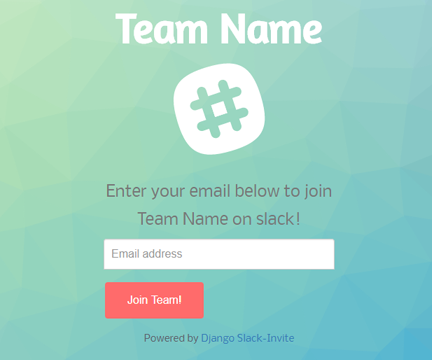 Team Name
Enter your email below to join
Team Name on slack!
Email address
Join Team!
Powered by Django Slack-Invite